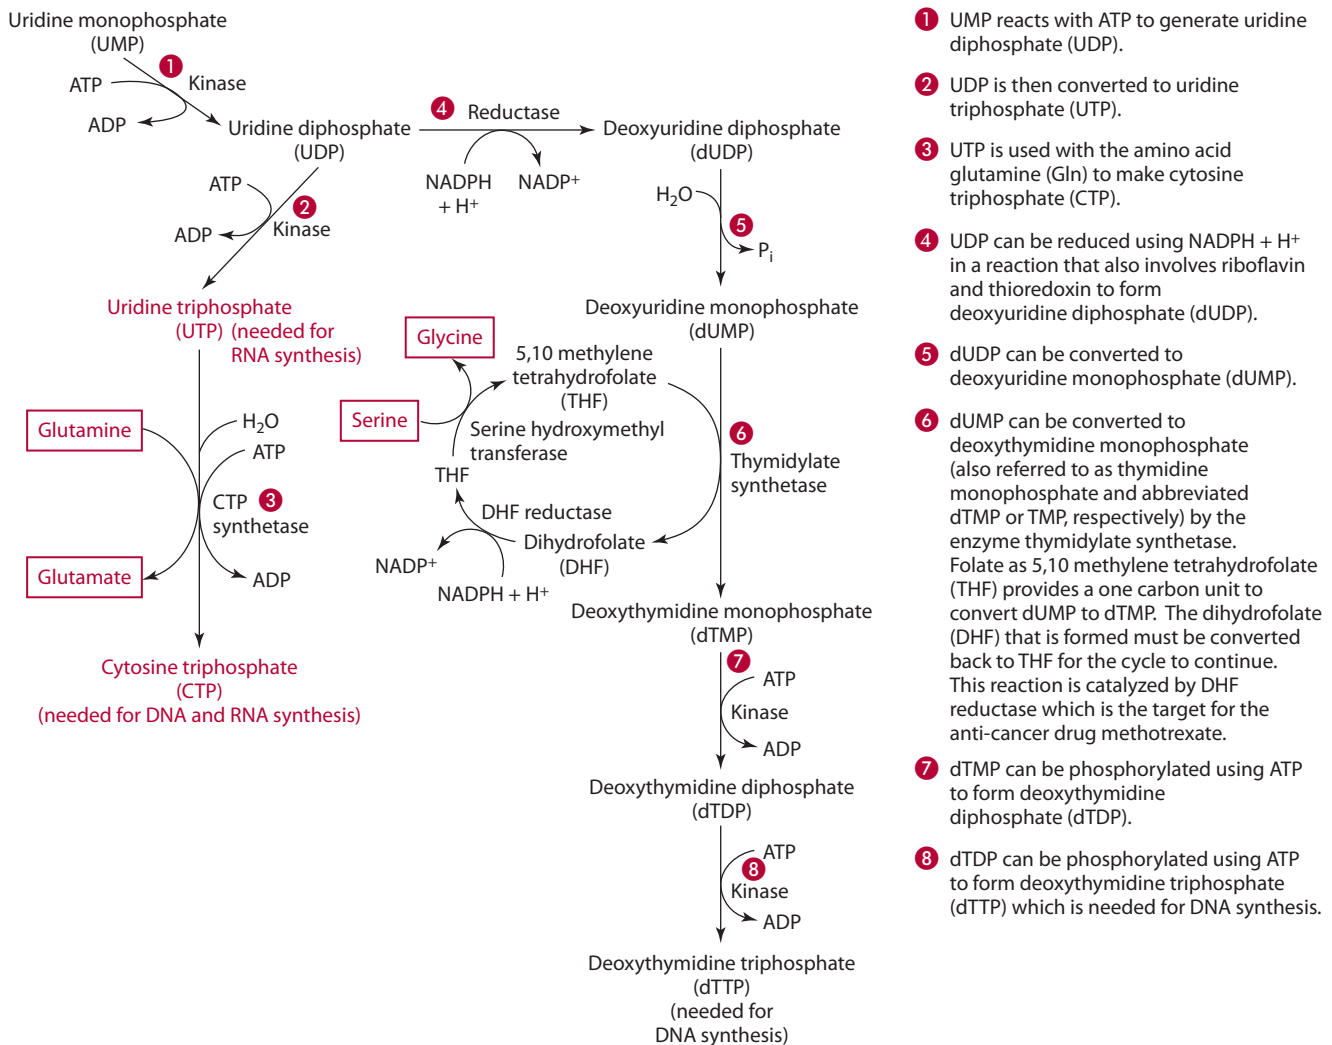 Uridine monophosphate
(UMP)
1
ATP
Kinase
ADP
Uridine diphosphate
(UDP)
4 Reductase
NADPH
+ H⁺
NADP⁺
Deoxyuridine diphosphate
(dUDP)
ATP
2
Kinase
ADP
H₂O
5
Pᵢ
Uridine triphosphate
(UTP) (needed for
RNA synthesis)
Deoxyuridine monophosphate
(dUMP)
Glycine
5,10 methylene
tetrahydrofolate
(THF)
Serine
Serine hydroxymethyl
transferase
THF
6
Thymidylate
synthetase
DHF reductase
Dihydrofolate
(DHF)
NADP⁺
NADPH + H⁺
Glutamine
H₂O
ATP
CTP 3
synthetase
Glutamate
ADP
Cytosine triphosphate
(CTP)
(needed for DNA and RNA synthesis)
Deoxythymidine monophosphate
(dTMP)
7
ATP
Kinase
ADP
Deoxythymidine diphosphate
(dTDP)
ATP
8
Kinase
ADP
Deoxythymidine triphosphate
(dTTP)
(needed for
DNA synthesis)
1 UMP reacts with ATP to generate uridine
diphosphate (UDP).
2 UDP is then converted to uridine
triphosphate (UTP).
3 UTP is used with the amino acid
glutamine (Gln) to make cytosine
triphosphate (CTP).
4 UDP can be reduced using NADPH + H⁺
in a reaction that also involves riboflavin
and thioredoxin to form
deoxyuridine diphosphate (dUDP).
5 dUDP can be converted to
deoxyuridine monophosphate (dUMP).
6 dUMP can be converted to
deoxythymidine monophosphate
(also referred to as thymidine
monophosphate and abbreviated
dTMP or TMP, respectively) by the
enzyme thymidylate synthetase.
Folate as 5,10 methylene tetrahydrofolate
(THF) provides a one carbon unit to
convert dUMP to dTMP. The dihydrofolate
(DHF) that is formed must be converted
back to THF for the cycle to continue.
This reaction is catalyzed by DHF
reductase which is the target for the
anti-cancer drug methotrexate.
7 dTMP can be phosphorylated using ATP
to form deoxythymidine
diphosphate (dTDP).
8 dTDP can be phosphorylated using ATP
to form deoxythymidine triphosphate
(dTTP) which is needed for DNA synthesis.